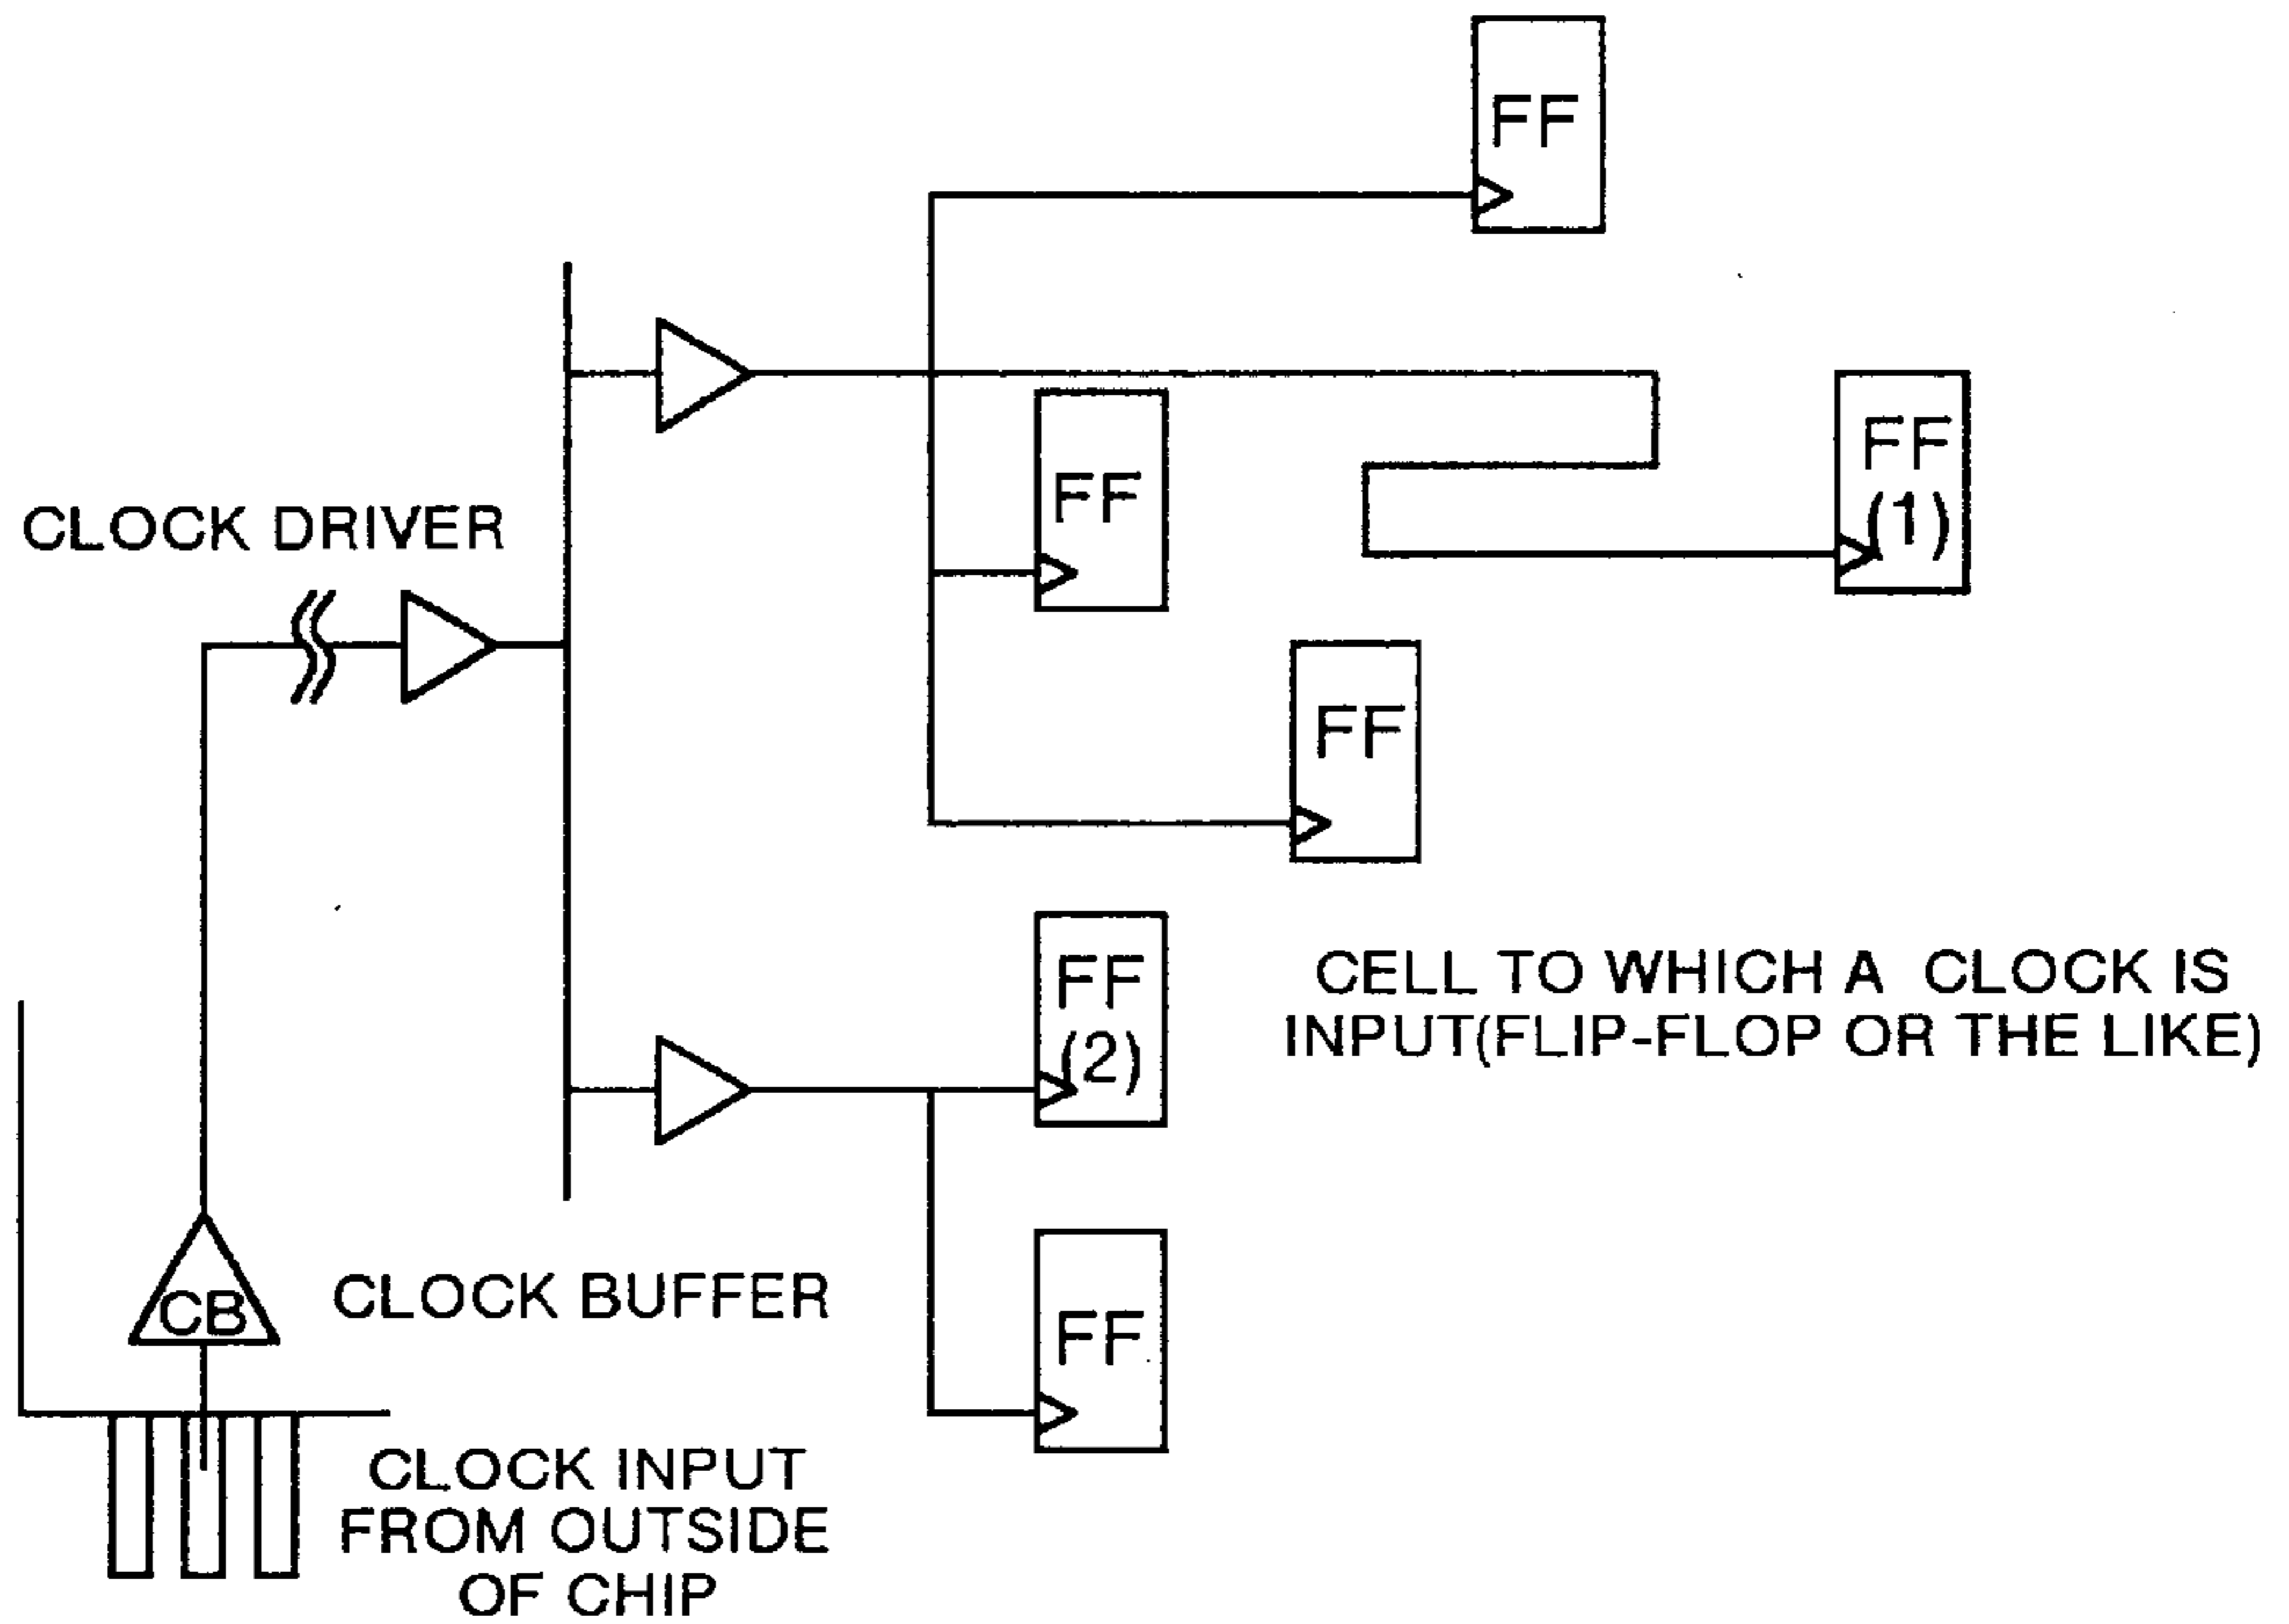 FF
FF
(1)
FF
CLOCK DRIVER
FF
FF
(2)
CELL TO WHICH A CLOCK IS
INPUT(FLIP-FLOP OR THE LIKE)
CB
CLOCK BUFFER
FF
CLOCK INPUT
FROM OUTSIDE
OF CHIP